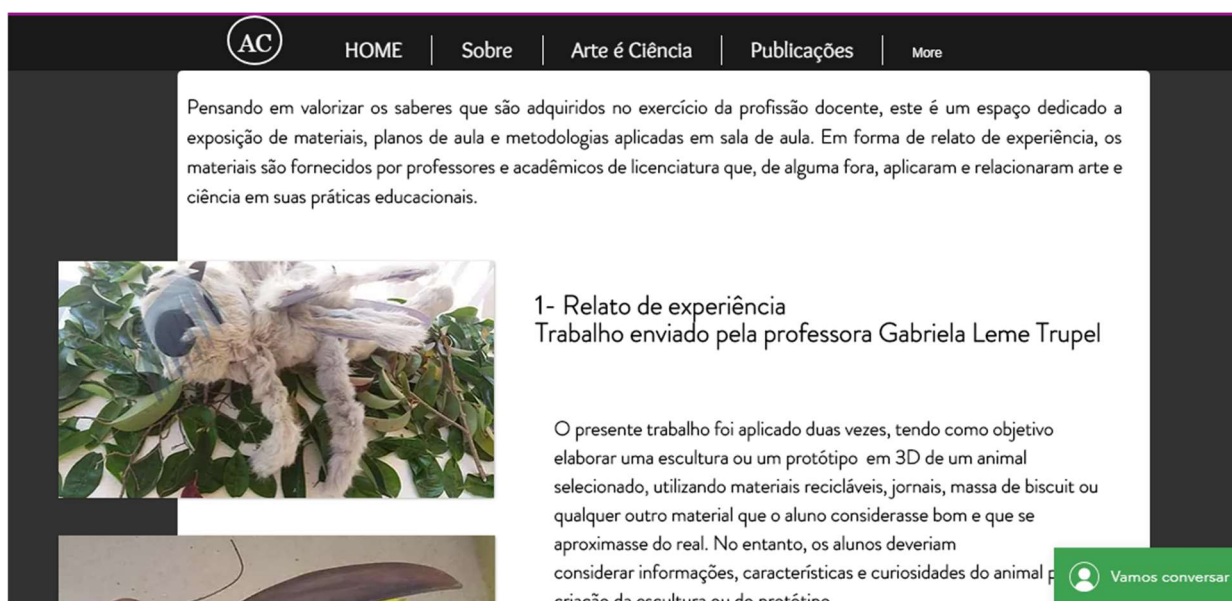 AC
HOME
Sobre
Arte é Ciência
Publicações
More
Pensando em valorizar os saberes que são adquiridos no exercício da profissão docente, este é um espaço dedicado a
exposição de materiais, planos de aula e metodologias aplicadas em sala de aula. Em forma de relato de experiência, os
materiais são fornecidos por professores e acadêmicos de licenciatura que, de alguma fora, aplicaram e relacionaram arte e
ciência em suas práticas educacionais.
1- Relato de experiência
Trabalho enviado pela professora Gabriela Leme Trupel
O presente trabalho foi aplicado duas vezes, tendo como objetivo
elaborar uma escultura ou um protótipo em 3D de um animal
selecionado, utilizando materiais recicláveis, jornais, massa de biscuit ou
qualquer outro material que o aluno considerasse bom e que se
aproximasse do real. No entanto, os alunos deveriam
considerar informações, características e curiosidades do animal
criação da escultura ou do protótipo
Vamos conversar